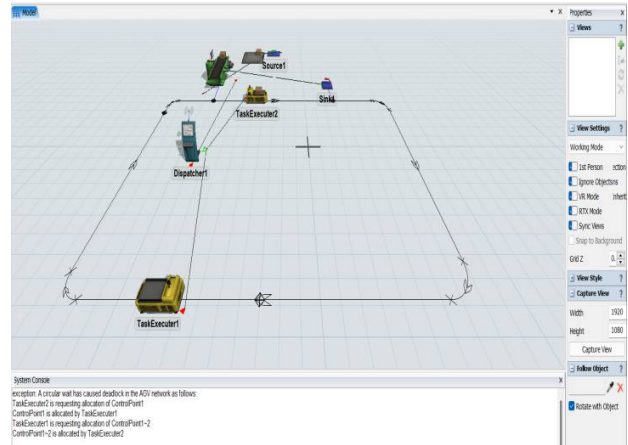 Model
x
Properties
x
Views
?
View Settings
?
Working Mode
1st Person
ection
Ignore Objects
VR Mode
nherit
RTX Mode
Sync Views
Snap to Background
Grid Z
0.
View Style
?
Capture View
?
Width
1920
Height
1080
Capture View
Follow Object
?
Rotate with Object
Source1
Sink1
TaskExecuter2
Dispatcher1
TaskExecuter1
System Console
x
exception: A circular wait has caused deadlock in the AGV network as follows:
TaskExecuter2 is requesting allocation of ControlPoint1
ControlPoint1 is allocated by TaskExecuter1
TaskExecuter1 is requesting allocation of ControlPoint1~2
ControlPoint1~2 is allocated by TaskExecuter2